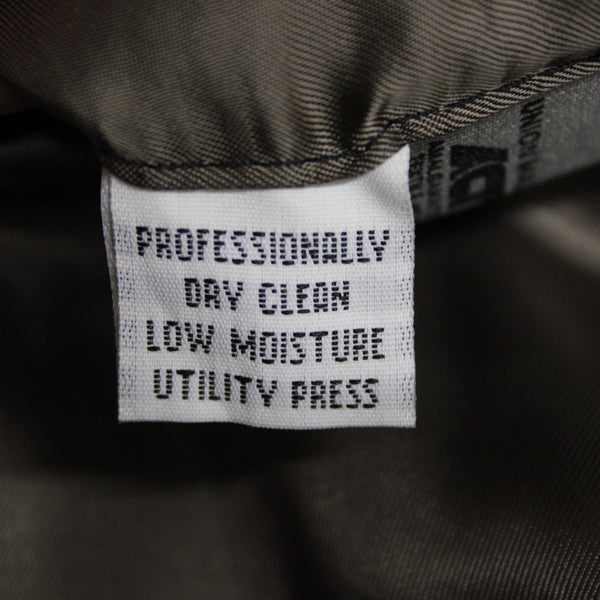 PROFESSIONALLY
DRY CLEAN
LOW MOISTURE
UTILITY PRESS